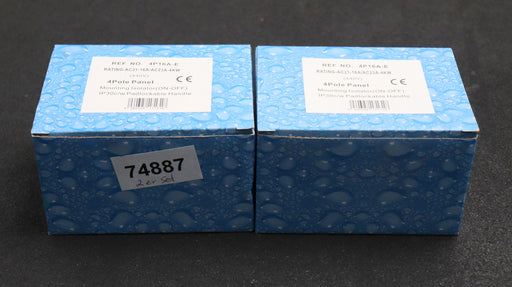 REF NO. 4P16A-E
RATING-AC21-16A/AC23A-4KW
(440V)
4Pole Panel
Mounting Isolator(ON-OFF)
IP30c/w Padlockable Handle
CE
REF NO. 4P16A-E
RATING-AC21-16A/AC23A-4KW
(440V)
4Pole Panel
Mounting Isolator(ON-OFF)
IP30c/w Padlockable Handle
CE
74887
2er Set